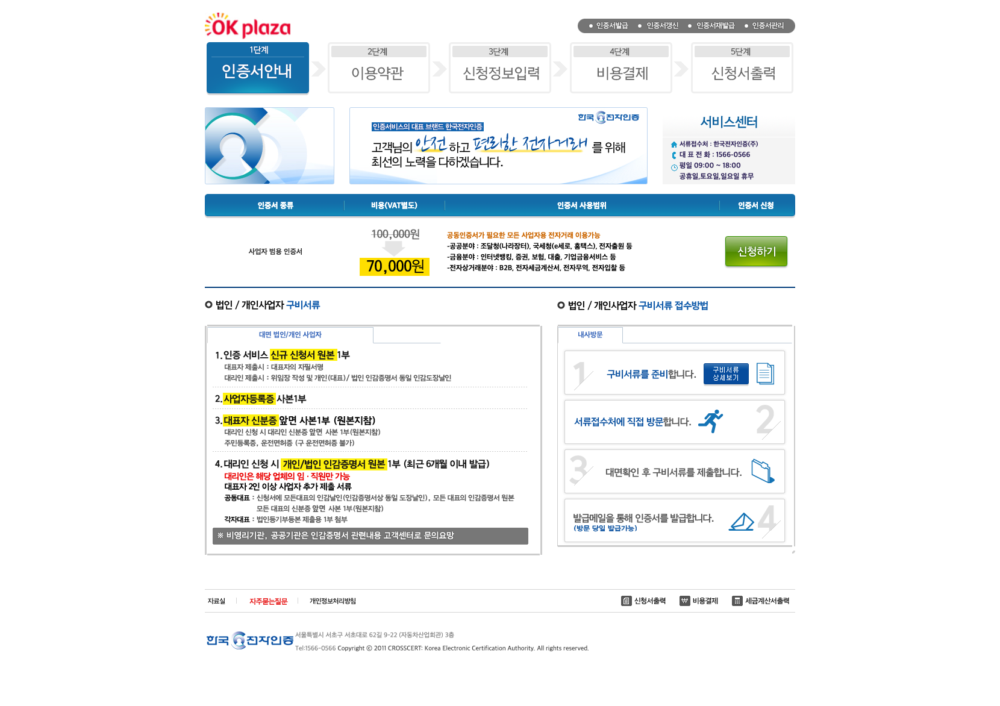 OK plaza
인증서발급 인증서갱신 인증서재발급 인증서관리
1단계
인증서안내
2단계
이용약관
3단계
신청정보입력
4단계
비용결제
5단계
신청서출력
한국전자인증
인증서비스의 대표 브랜드 한국전자인증
고객님의 안전하고 편리한 전자거래를 위해
최선의 노력을 다하겠습니다.
서비스센터
서류접수처 : 한국전자인증(주)
대 표 전 화 : 1566-0566
평일 09:00 ~ 18:00
공휴일,토요일,일요일 휴무
인증서 종류 비용(VAT별도) 인증서 사용범위 인증서 신청
사업자 범용 인증서
100,000원
70,000원
공동인증서가 필요한 모든 사업자용 전자거래 이용가능
-공공분야 : 조달청(나라장터), 국세청(e세로, 홈택스), 전자출원 등
-금융분야 : 인터넷뱅킹, 증권, 보험, 대출, 기업금융서비스 등
-전자상거래분야 : B2B, 전자세금계산서, 전자무역, 전자입찰 등
신청하기
법인 / 개인사업자 구비서류
대면 법인/개인 사업자
1.인증 서비스 신규 신청서 원본 1부
대표자 제출시 : 대표자의 자필서명
대리인 제출시 : 위임장 작성 및 개인(대표)/ 법인 인감증명서 동일 인감도장날인
2.사업자등록증 사본1부
3.대표자 신분증 앞면 사본1부 (원본지참)
대리인 신청 시 대리인 신분증 앞면 사본 1부(원본지참)
주민등록증, 운전면허증 (구 운전면허증 불가)
4.대리인 신청 시 개인/법인 인감증명서 원본 1부 (최근 6개월 이내 발급)
대리인은 해당 업체의 임·직원만 가능
대표자 2인 이상 사업자 추가 제출 서류
공동대표 : 신청서에 모든대표의 인감날인(인감증명서상 동일 도장날인), 모든 대표의 인감증명서 원본
모든 대표의 신분증 앞면 사본 1부(원본지참)
각자대표 : 법인등기부등본 제출용 1부 첨부
※ 비영리기관, 공공기관은 인감증명서 관련내용 고객센터로 문의요망
법인 / 개인사업자 구비서류 접수방법
내사방문
1 구비서류를 준비합니다.
구비서류
상세보기
서류접수처에 직접 방문합니다. 2
3 대면확인 후 구비서류를 제출합니다.
발급메일을 통해 인증서를 발급합니다. 4
(방문 당일 발급가능)
자료실 자주묻는질문 개인정보처리방침 신청서출력 비용결제 세금계산서출력
한국전자인증
서울특별시 서초구 서초대로 62길 9-22 (자동차산업회관) 3층
Tel:1566-0566 Copyright ⓒ 2011 CROSSCERT: Korea Electronic Certification Authority. All rights reserved.